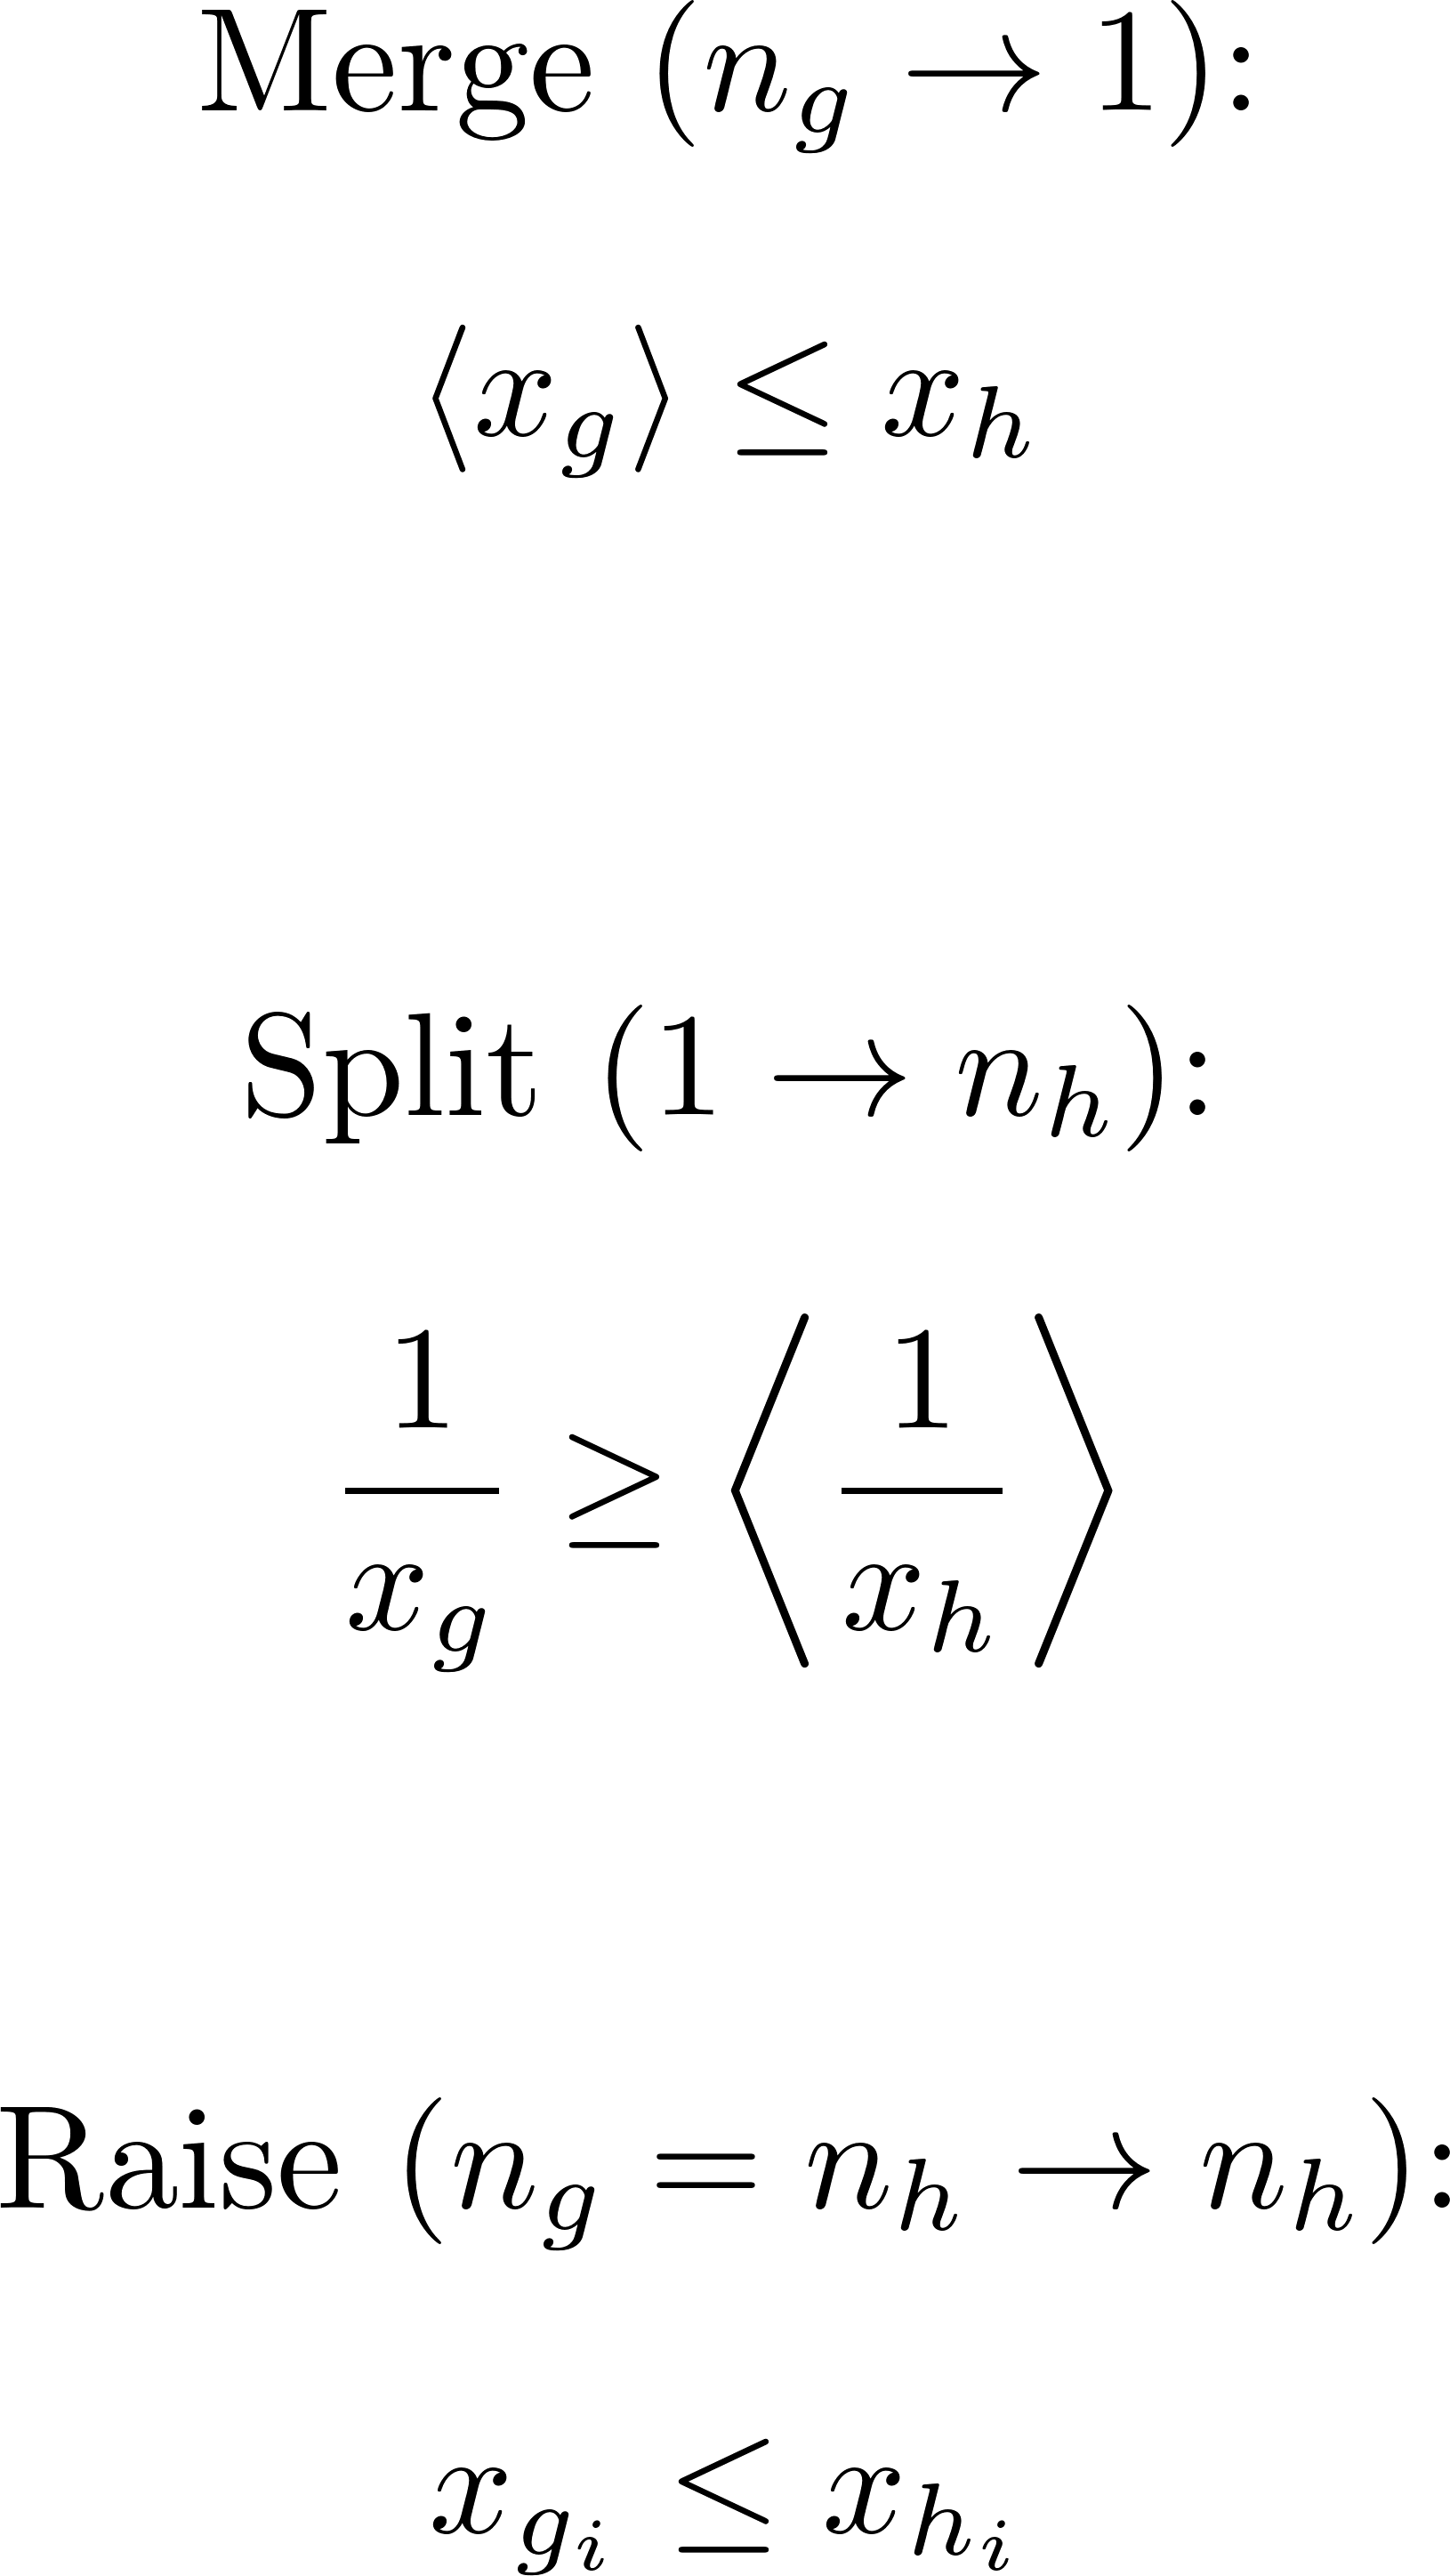 Merge (n_g → 1):
⟨x_g⟩ ≤ x_h
Split (1 → n_h):
1/x_g ≥ ⟨1/x_h⟩
Raise (n_g = n_h → n_h):
x_{g_i} ≤ x_{h_i}